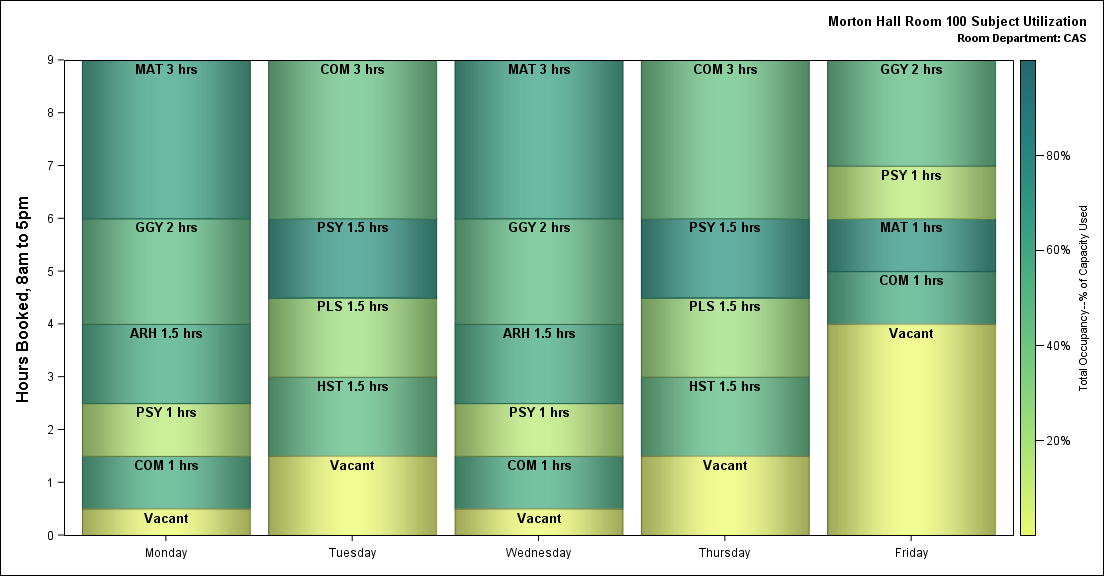 Morton Hall Room 100 Subject Utilization
Room Department: CAS
Hours Booked, 8am to 5pm
9
8
7
6
5
4
3
2
1
0
MAT 3 hrs
GGY 2 hrs
ARH 1.5 hrs
PSY 1 hrs
COM 1 hrs
Vacant
Monday
COM 3 hrs
PSY 1.5 hrs
PLS 1.5 hrs
HST 1.5 hrs
Vacant
Tuesday
MAT 3 hrs
GGY 2 hrs
ARH 1.5 hrs
PSY 1 hrs
COM 1 hrs
Vacant
Wednesday
COM 3 hrs
PSY 1.5 hrs
PLS 1.5 hrs
HST 1.5 hrs
Vacant
Thursday
GGY 2 hrs
PSY 1 hrs
MAT 1 hrs
COM 1 hrs
Vacant
Friday
80%
60%
40%
20%
Total Occupancy--% of Capacity Used